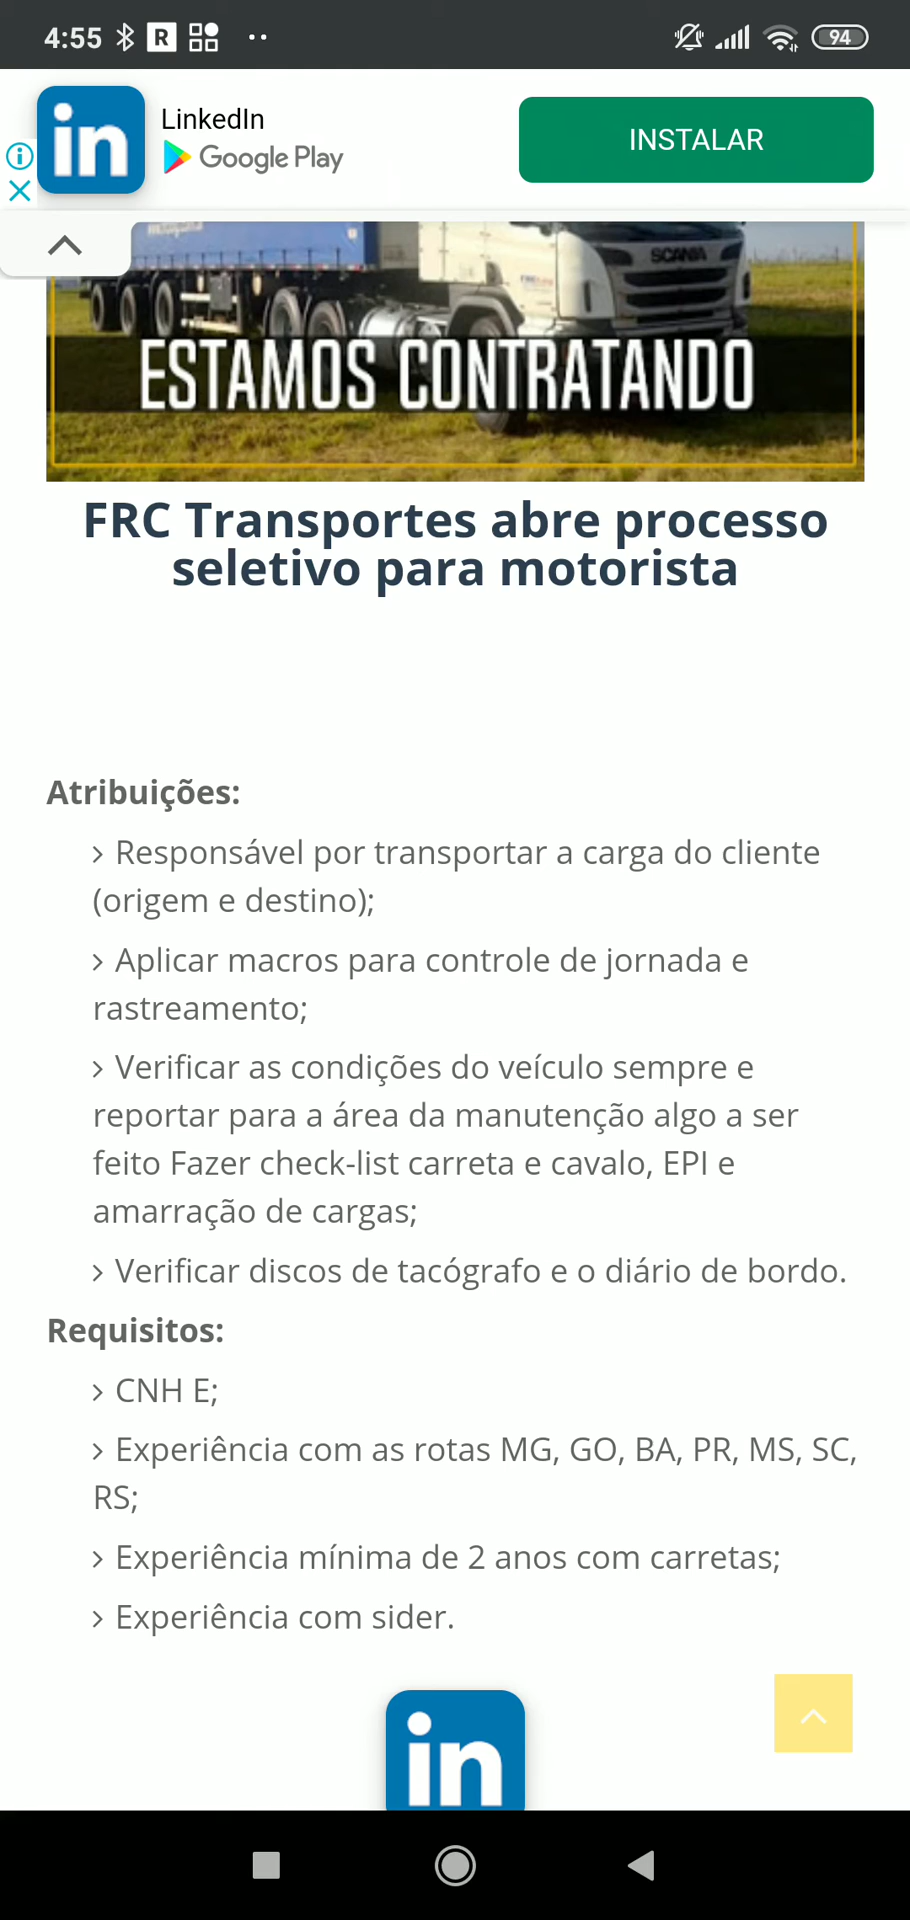 4:55 R 94
in LinkedIn
Google Play
INSTALAR
SCANIA
ESTAMOS CONTRATANDO
FRC Transportes abre processo
seletivo para motorista
Atribuições:
Responsável por transportar a carga do cliente
(origem e destino);
Aplicar macros para controle de jornada e
rastreamento;
Verificar as condições do veículo sempre e
reportar para a área da manutenção algo a ser
feito Fazer check-list carreta e cavalo, EPI e
amarração de cargas;
Verificar discos de tacógrafo e o diário de bordo.
Requisitos:
CNH E;
Experiência com as rotas MG, GO, BA, PR, MS, SC,
RS;
Experiência mínima de 2 anos com carretas;
Experiência com sider.
in